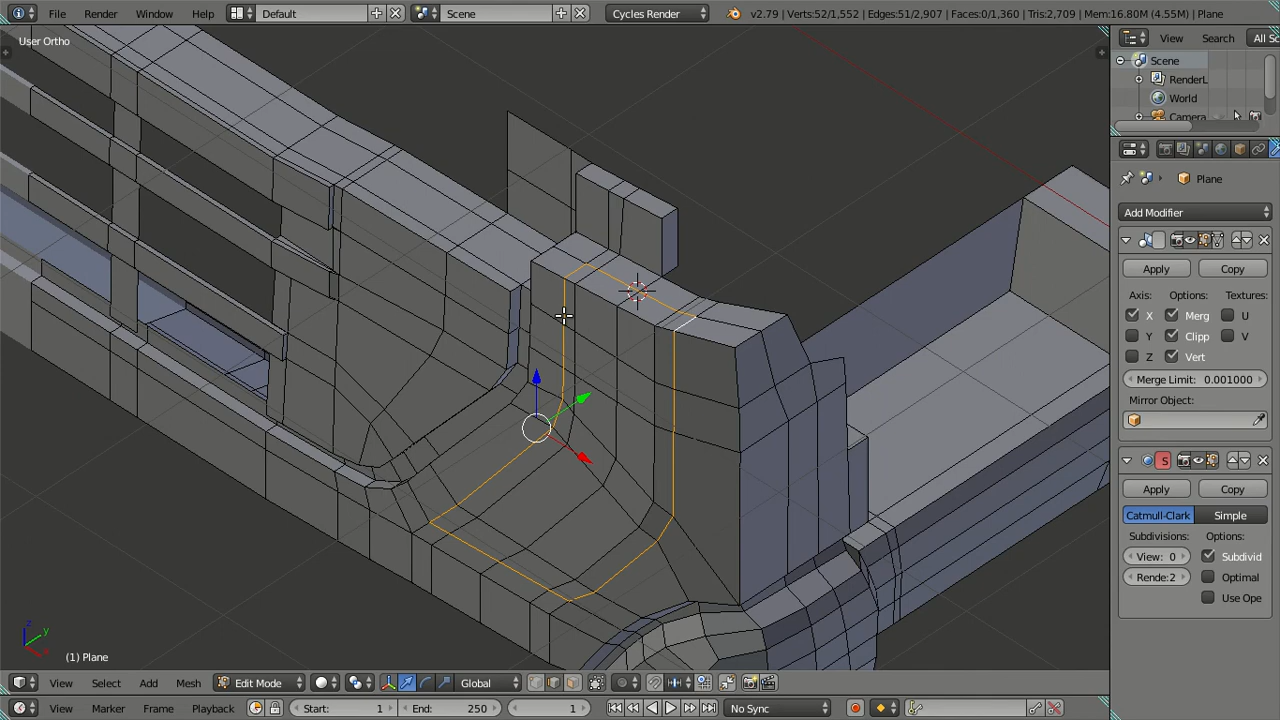 File Render Window Help Default Scene Cycles Render v2.79 | Verts:52/1,552 | Edges:51/2,907 | Faces:0/1,360 | Tris:2,709 | Mem:16.80M (4.55M) | Plane
User Ortho
View Search All Sc
Scene
RenderL
World
Camera
Plane
Add Modifier
Apply Copy
Axis: Options: Textures:
X Merg U
Y Clipp V
Z Vert
Merge Limit: 0.001000
Mirror Object:
S
Apply Copy
Catmull-Clark Simple
Subdivisions: Options:
View: 0 Subdivid
Rende:2 Optimal
Use Ope
z y x
(1) Plane
View Select Add Mesh Edit Mode Global
View Marker Frame Playback Start: 1 End: 250 1 No Sync